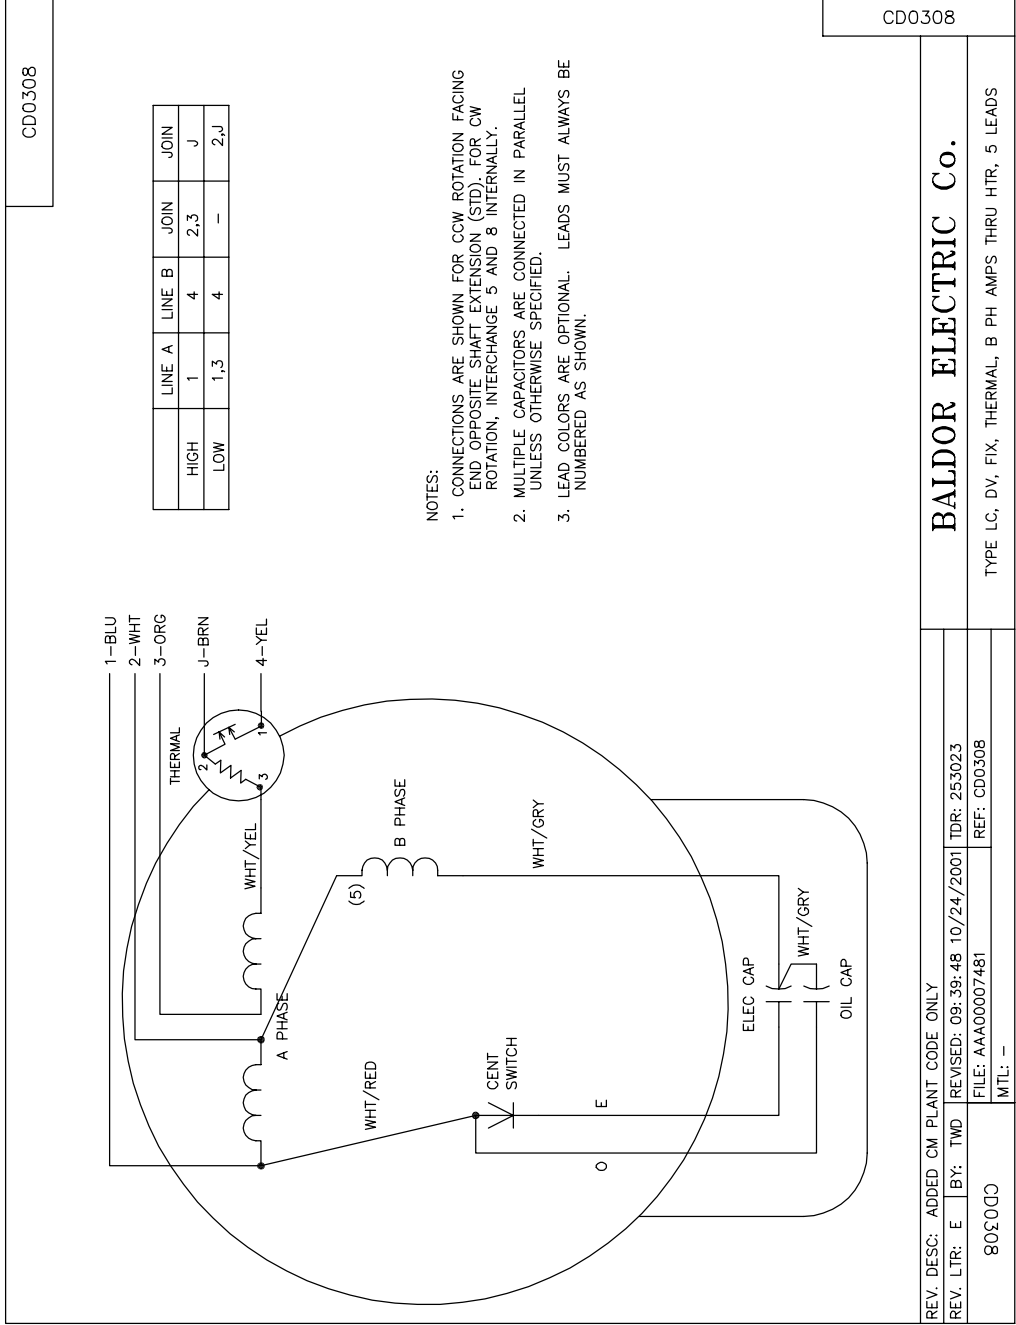 CD0308
LINE A LINE B JOIN JOIN
HIGH 1 4 2,3 J
LOW 1,3 4 – 2,J
NOTES:
1. CONNECTIONS ARE SHOWN FOR CCW ROTATION FACING
END OPPOSITE SHAFT EXTENSION (STD). FOR CW
ROTATION, INTERCHANGE 5 AND 8 INTERNALLY.
2. MULTIPLE CAPACITORS ARE CONNECTED IN PARALLEL
UNLESS OTHERWISE SPECIFIED.
3. LEAD COLORS ARE OPTIONAL. LEADS MUST ALWAYS BE
NUMBERED AS SHOWN.
1-BLU
2-WHT
3-ORG
J-BRN
4-YEL
THERMAL
2
1
3
WHT/YEL
A PHASE
(5)
B PHASE
WHT/RED
WHT/GRY
CENT
SWITCH
E
O
ELEC CAP
WHT/GRY
OIL CAP
REV. DESC: ADDED CM PLANT CODE ONLY
REV. LTR: E BY: TWD REVISED: 09:39:48 10/24/2001 TDR: 253023
CD0308
FILE: AAA00007481 REF: CD0308
MTL: –
BALDOR ELECTRIC Co.
TYPE LC, DV, FIX, THERMAL, B PH AMPS THRU HTR, 5 LEADS
CD0308